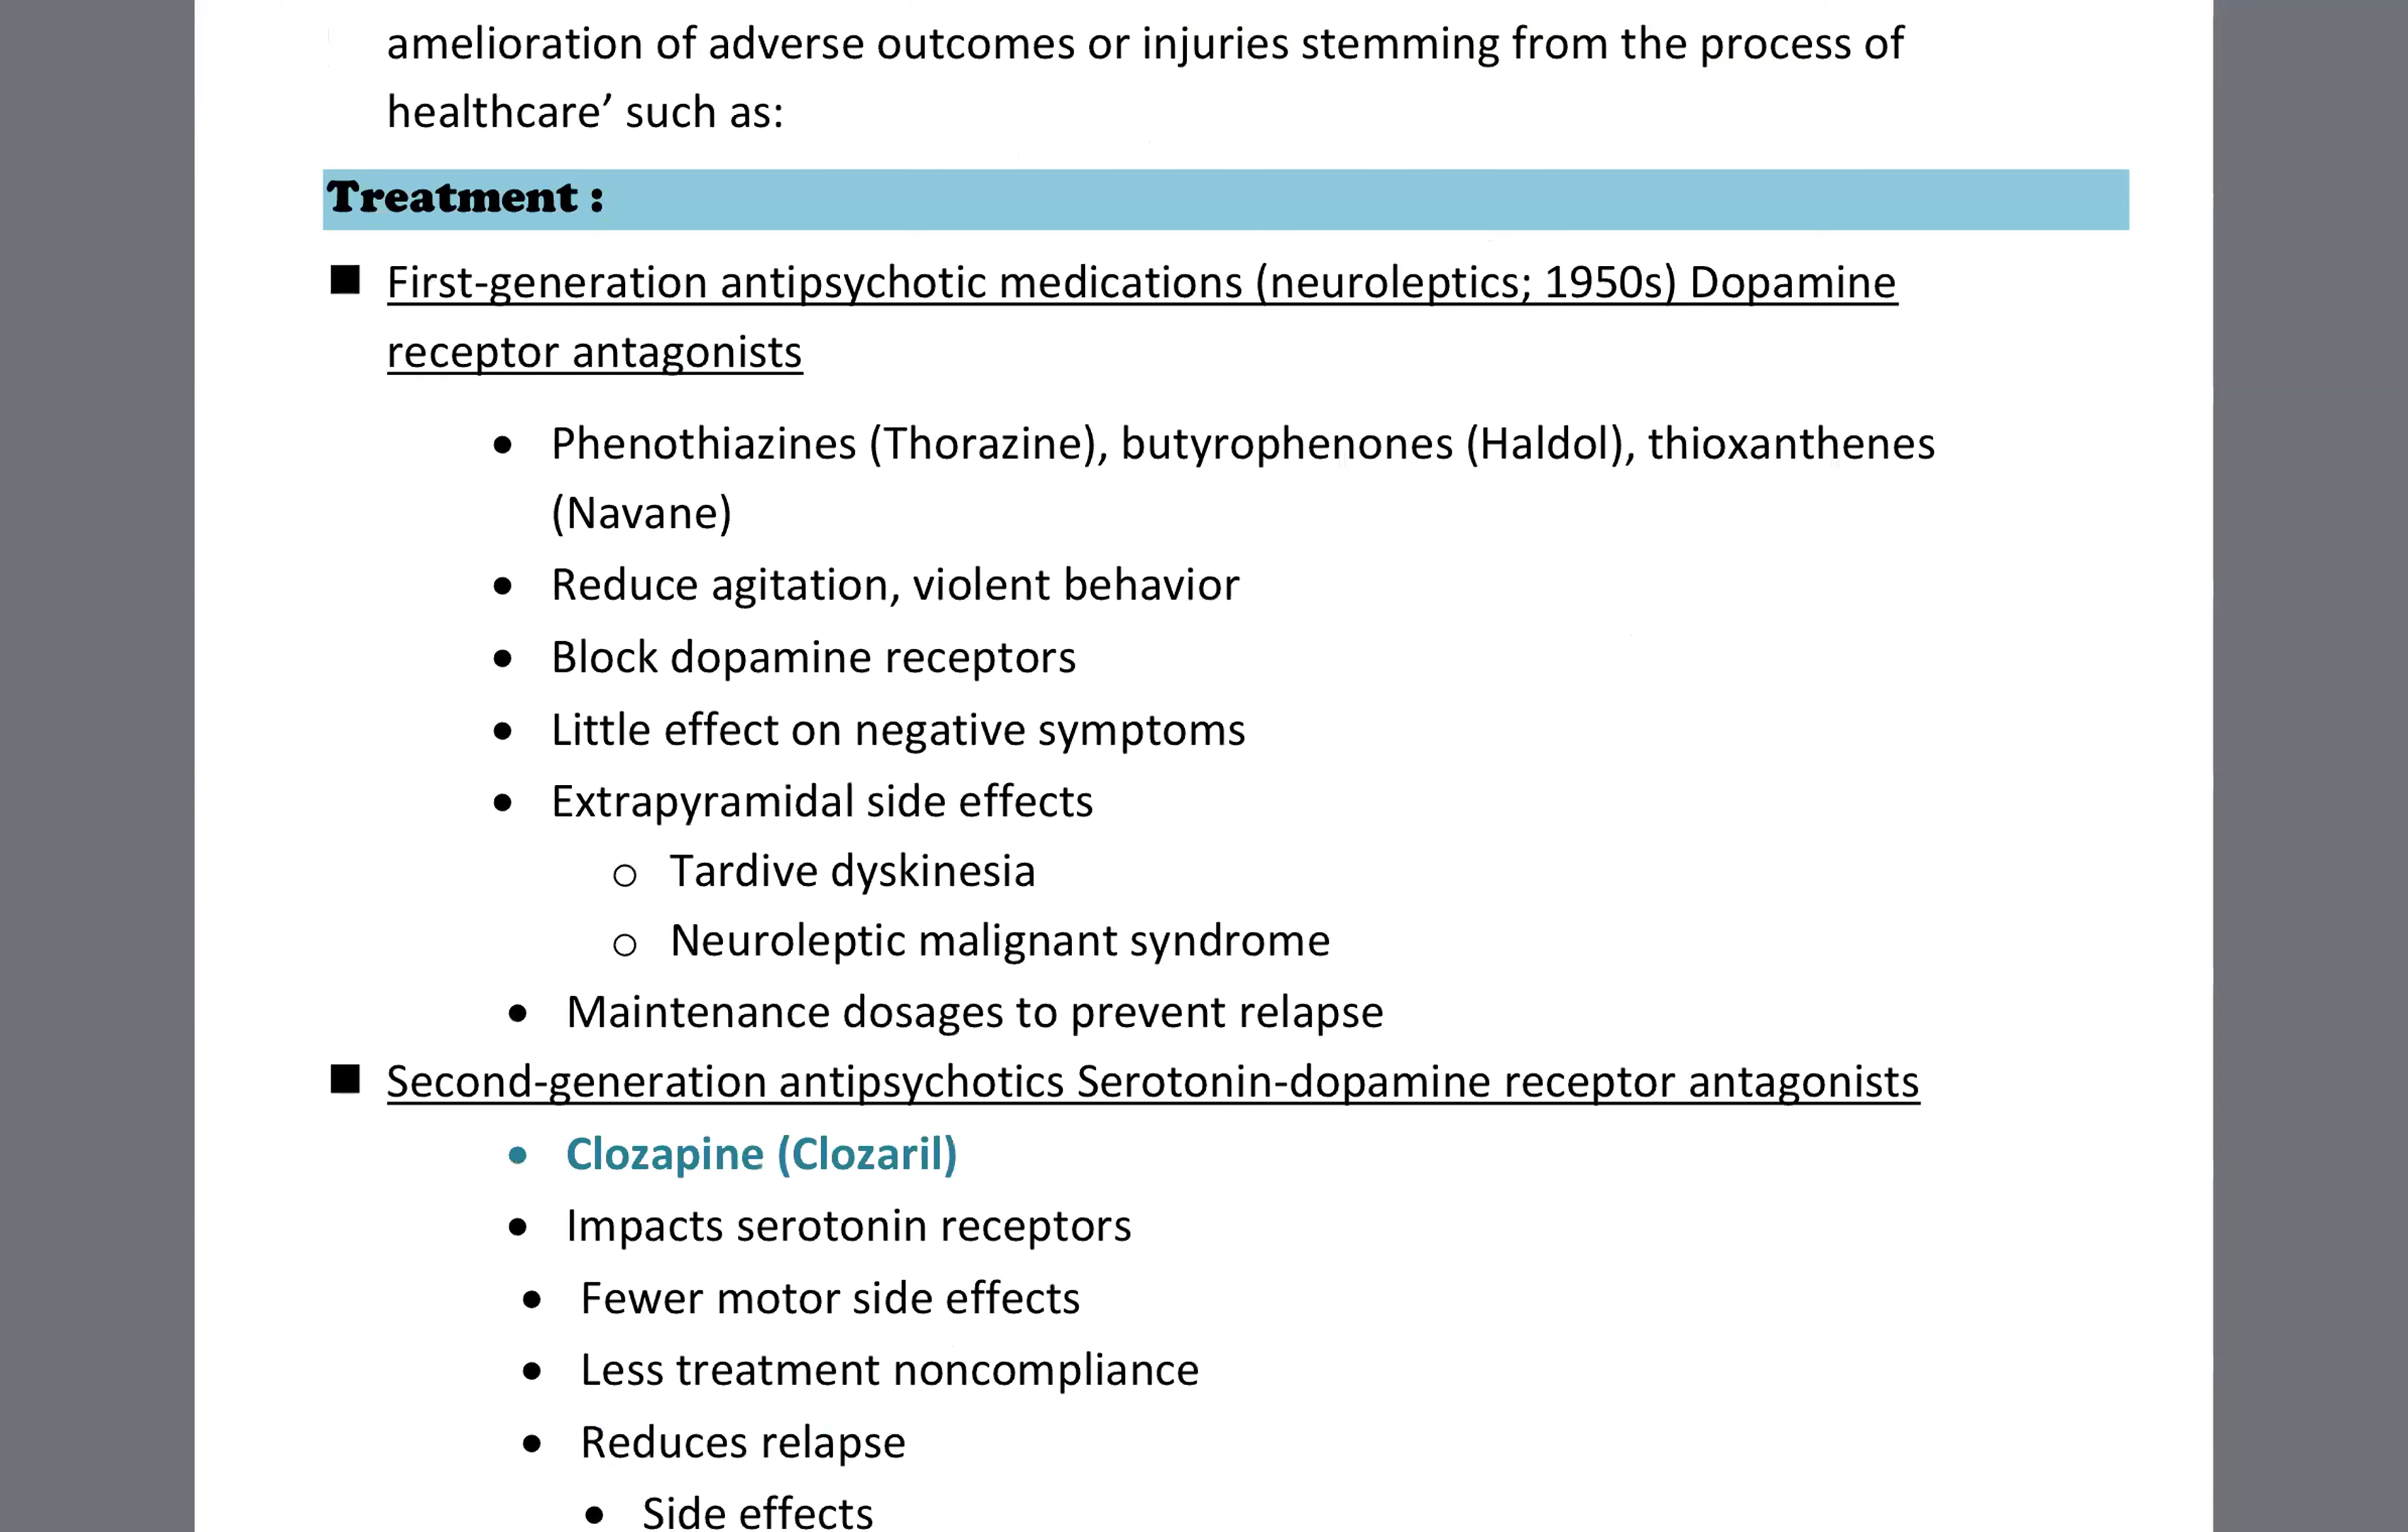 amelioration of adverse outcomes or injuries stemming from the process of
healthcare’ such as:
Treatment :
■ First-generation antipsychotic medications (neuroleptics; 1950s) Dopamine
receptor antagonists
• Phenothiazines (Thorazine), butyrophenones (Haldol), thioxanthenes
(Navane)
• Reduce agitation, violent behavior
• Block dopamine receptors
• Little effect on negative symptoms
• Extrapyramidal side effects
○ Tardive dyskinesia
○ Neuroleptic malignant syndrome
• Maintenance dosages to prevent relapse
■ Second-generation antipsychotics Serotonin-dopamine receptor antagonists
• Clozapine (Clozaril)
• Impacts serotonin receptors
• Fewer motor side effects
• Less treatment noncompliance
• Reduces relapse
• Side effects